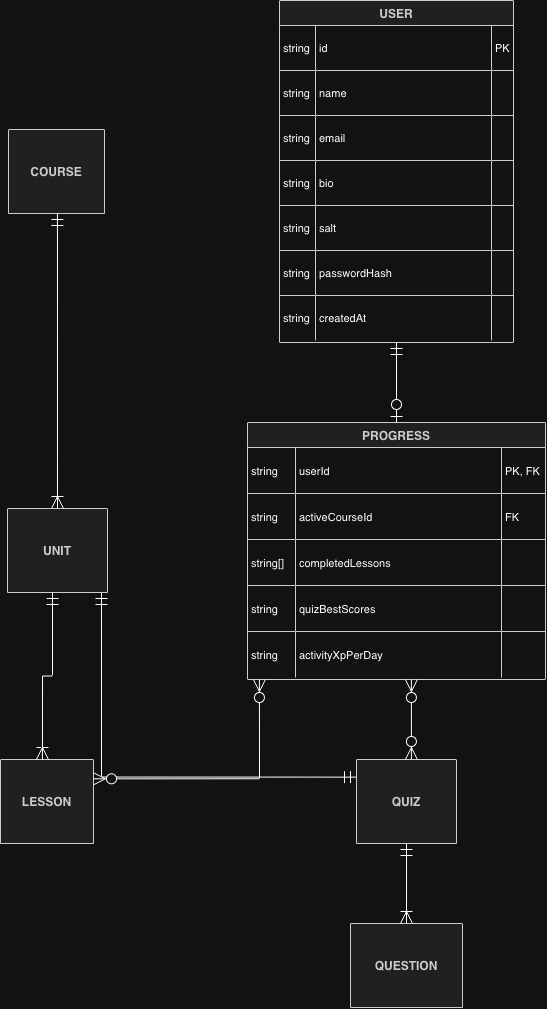 USER
string id PK
string name
string email
string bio
string salt
string passwordHash
string createdAt
COURSE
PROGRESS
string userId PK, FK
string activeCourseId FK
string[] completedLessons
string quizBestScores
string activityXpPerDay
UNIT
LESSON
QUIZ
QUESTION